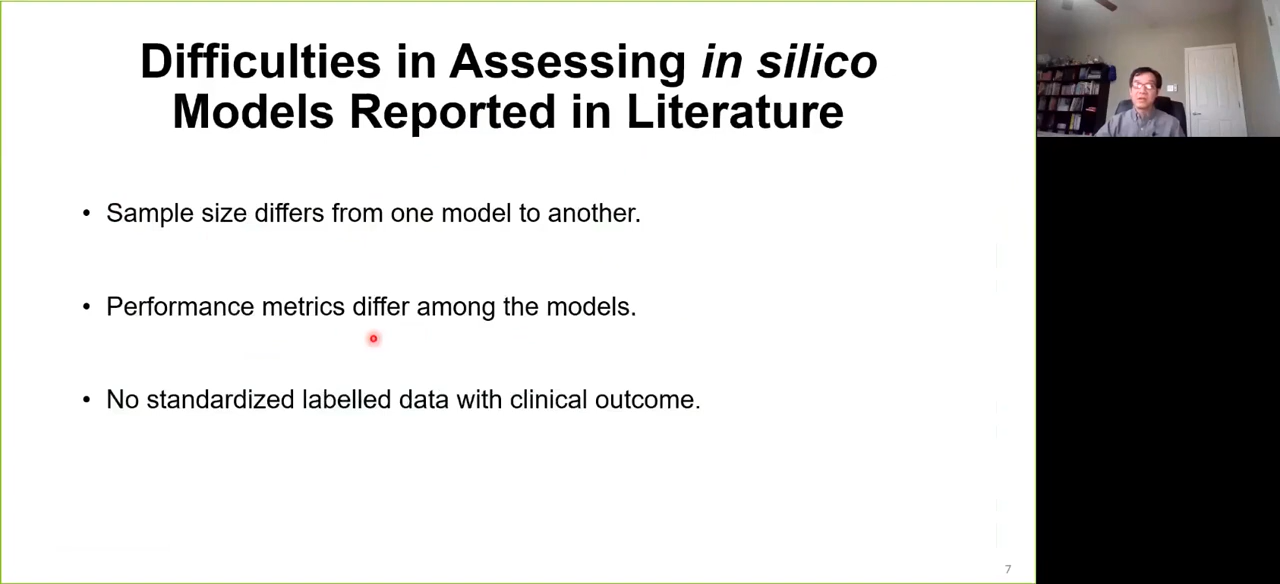 Difficulties in Assessing in silico
Models Reported in Literature
• Sample size differs from one model to another.
• Performance metrics differ among the models.
• No standardized labelled data with clinical outcome.
7